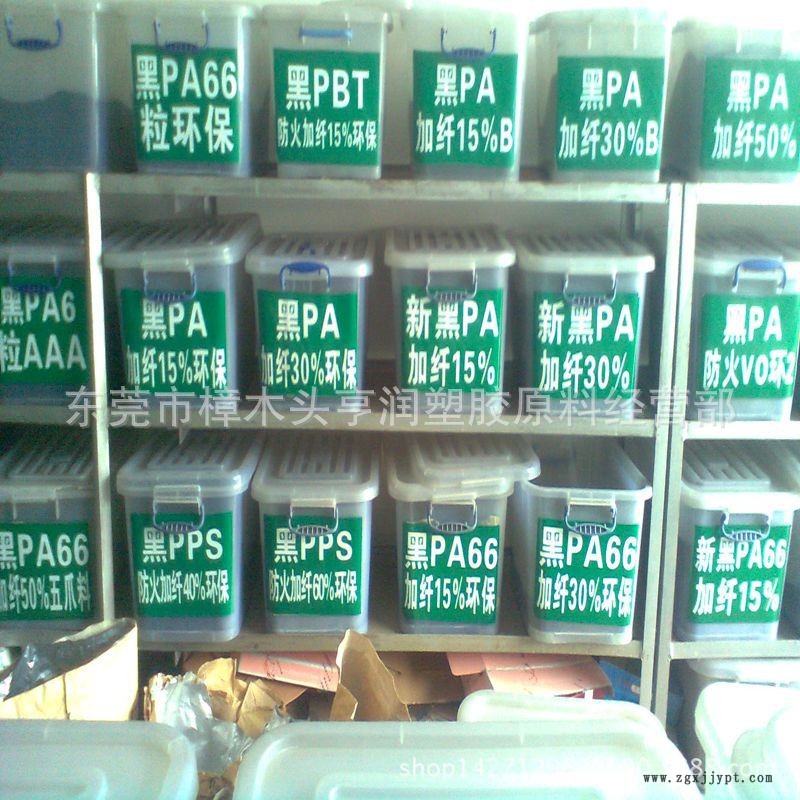 黑PA66
粒环保
黑PBT
防火加纤15%环保
黑PA
加纤15%B
黑PA
加纤30%B
黑PA
加纤50%
黑PA6
粒AAA
黑PA
加纤15%环保
黑PA
加纤30%环保
新黑PA
加纤15%
新黑PA
加纤30%
黑PA
防火VO环2
东莞市樟木头亨润塑胶原料经营部
黑PA66
加纤50%五爪料
黑PPS
防火加纤40%环保
黑PPS
防火加纤60%环保
黑PA66
加纤15%环保
黑PA66
加纤30%环保
新黑PA66
加纤15%
www.zgxjjypt.com